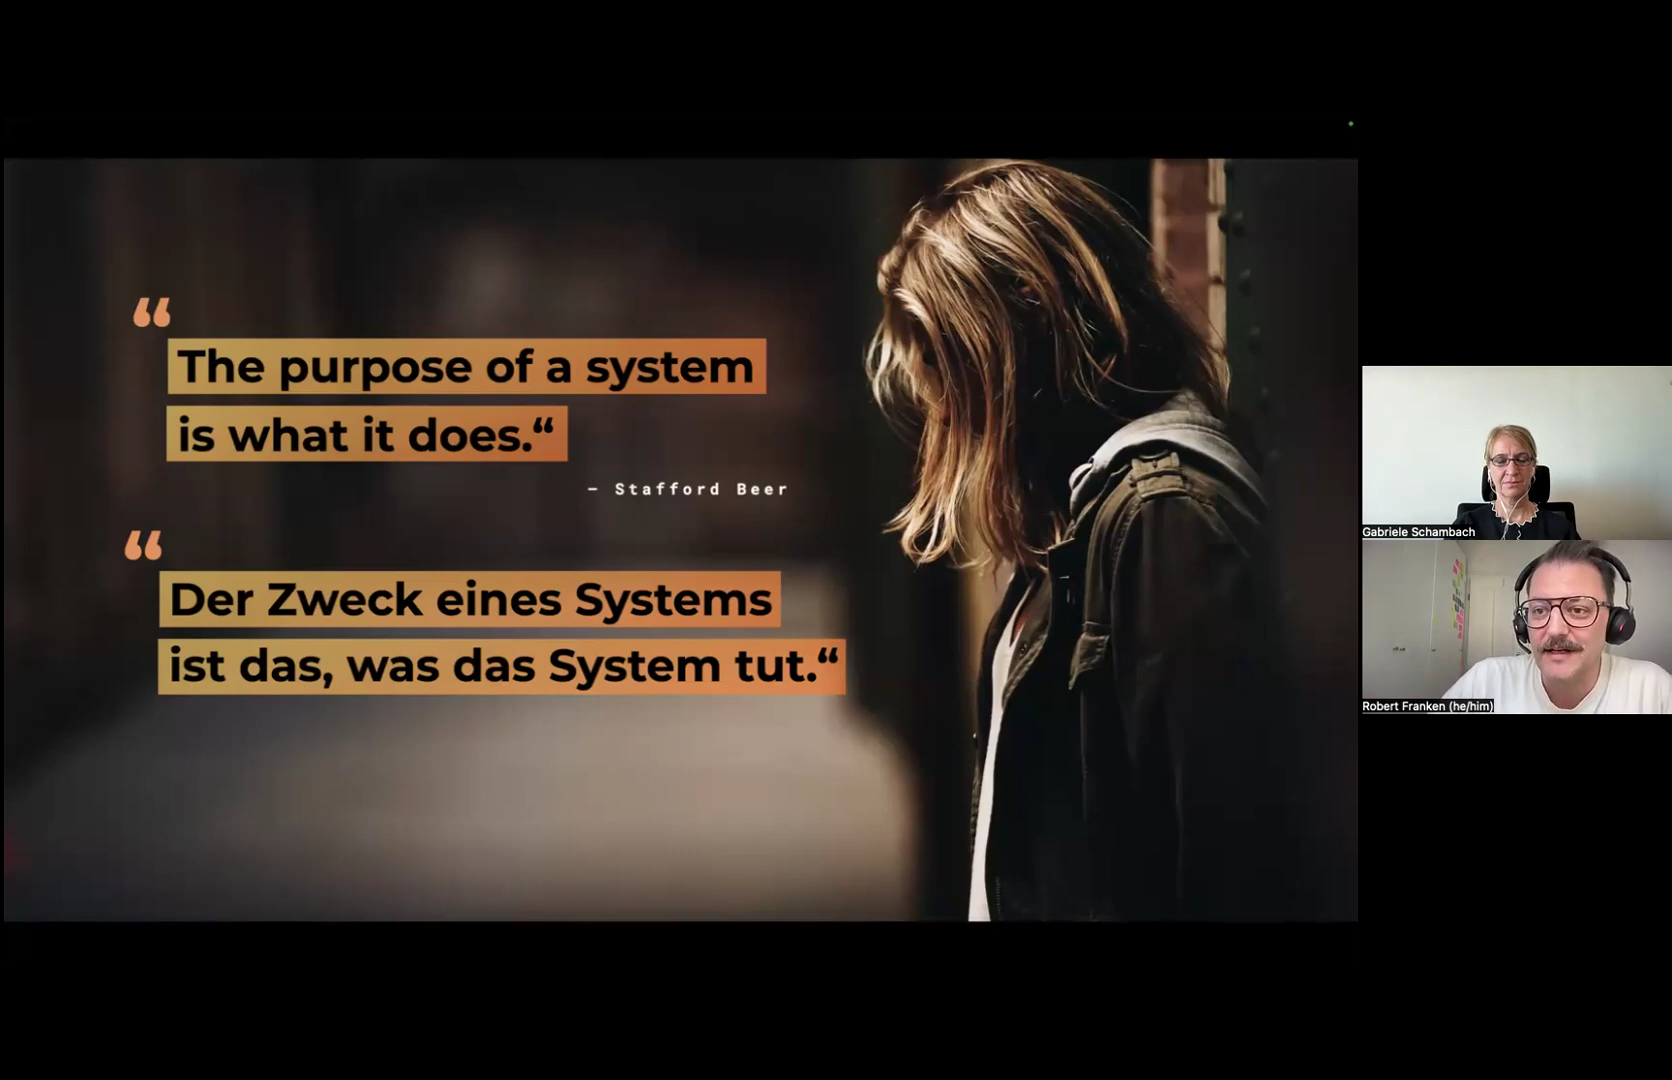 “
The purpose of a system
is what it does.“
– Stafford Beer
“
Der Zweck eines Systems
ist das, was das System tut.“
Gabriele Schambach
Robert Franken (he/him)